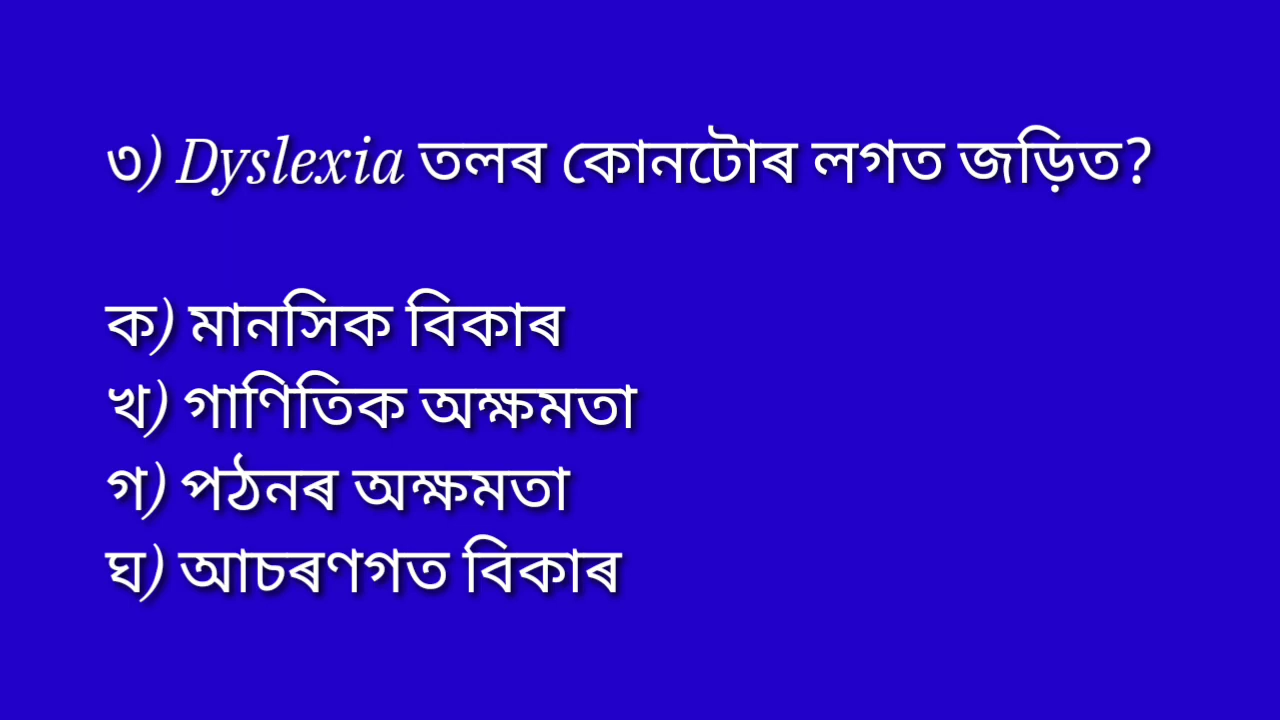 ৩) Dyslexia তলৰ কোনটোৰ লগত জড়িত?
ক) মানসিক বিকাৰ
খ) গাণিতিক অক্ষমতা
গ) পঠনৰ অক্ষমতা
ঘ) আচৰণগত বিকাৰ